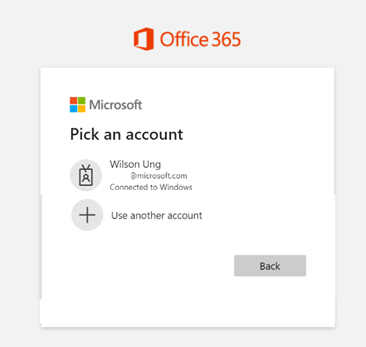 Office 365
Microsoft
Pick an account
Wilson Ung
@microsoft.com
Connected to Windows
Use another account
Back